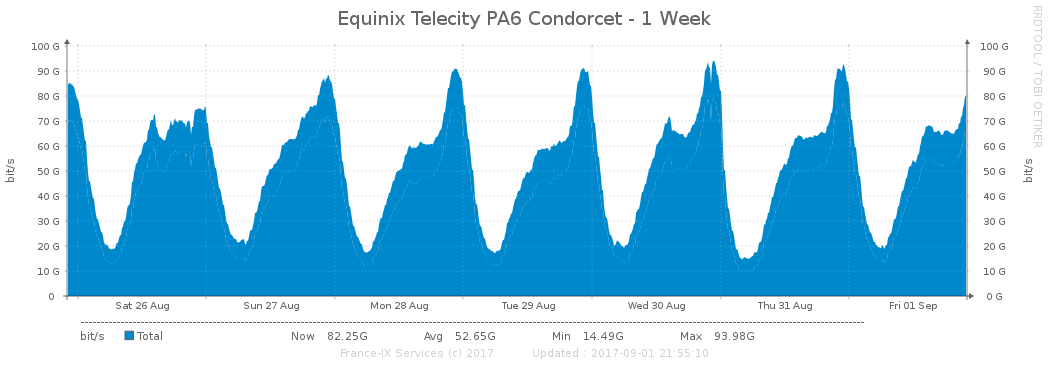 Equinix Telecity PA6 Condorcet - 1 Week
RRDTOOL / TOBI OETIKER
bit/s
100 G 100 G
90 G 90 G
80 G 80 G
70 G 70 G
60 G 60 G
50 G 50 G
40 G 40 G
30 G 30 G
20 G 20 G
10 G 10 G
0 0 G
bit/s
Sat 26 Aug Sun 27 Aug Mon 28 Aug Tue 29 Aug Wed 30 Aug Thu 31 Aug Fri 01 Sep
bit/s Total Now 82.25G Avg 52.65G Min 14.49G Max 93.98G
France-IX Services (c) 2017 Updated : 2017-09-01 21:55:10